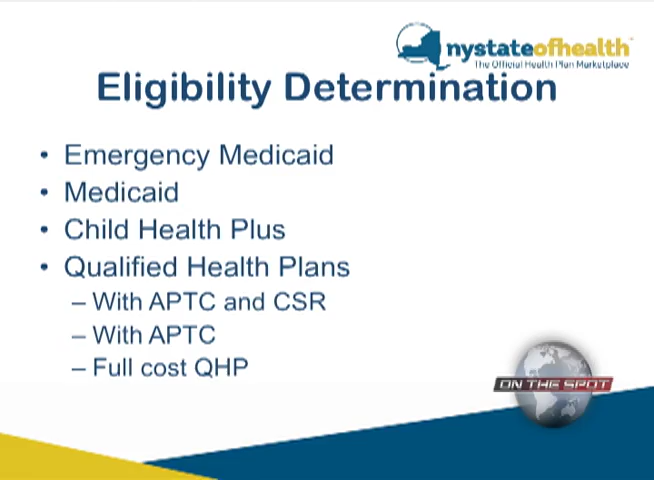 nystateofhealth
The Official Health Plan Marketplace
Eligibility Determination
• Emergency Medicaid
• Medicaid
• Child Health Plus
• Qualified Health Plans
– With APTC and CSR
– With APTC
– Full cost QHP
ON THE SPOT